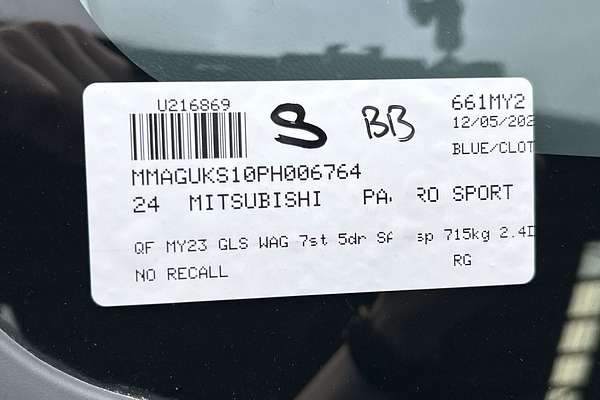 U216869
S BB
661MY2
12/05/202
BLUE/CLOT
MMAGUKS10PH006764
24 MITSUBISHI PA RO SPORT
QF MY23 GLS WAG 7st 5dr SA sp 715kg 2.4D
NO RECALL RG